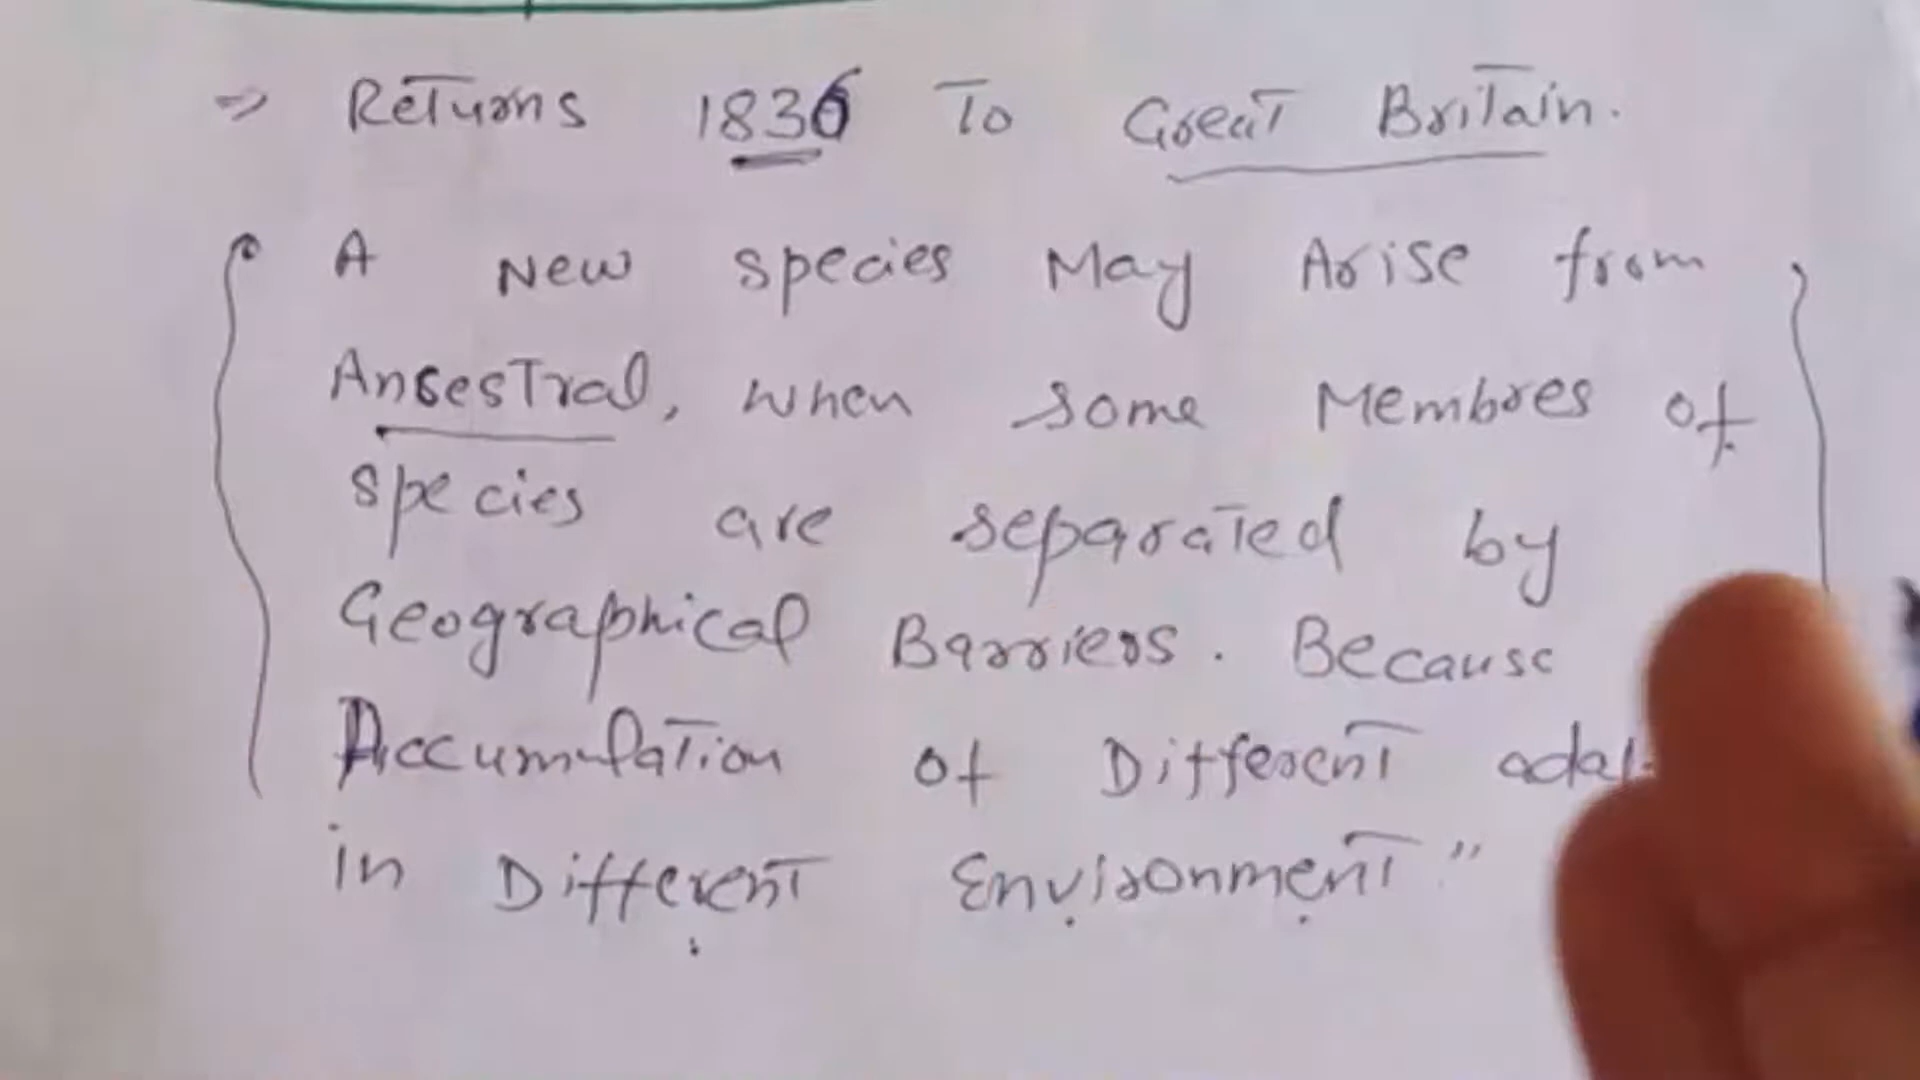 ⇒ Returns 1836 To Great Britain.
A New species May Arise from
Ansestral, when some Membres of
species are separated by
Geographical Barriers. Because
Accumulation of Different
in Different Environment"